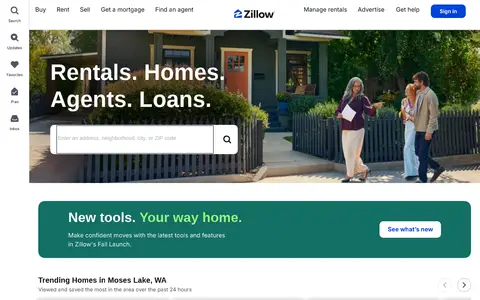 Buy Rent Sell Get a mortgage Find an agent Zillow Manage rentals Advertise Get help Sign in
Search
Updates
Favorites
Plan
Inbox
Rentals. Homes.
Agents. Loans.
Enter an address, neighborhood, city, or ZIP code
New tools. Your way home.
Make confident moves with the latest tools and features
in Zillow's Fall Launch.
See what's new
Trending Homes in Moses Lake, WA
Viewed and saved the most in the area over the past 24 hours